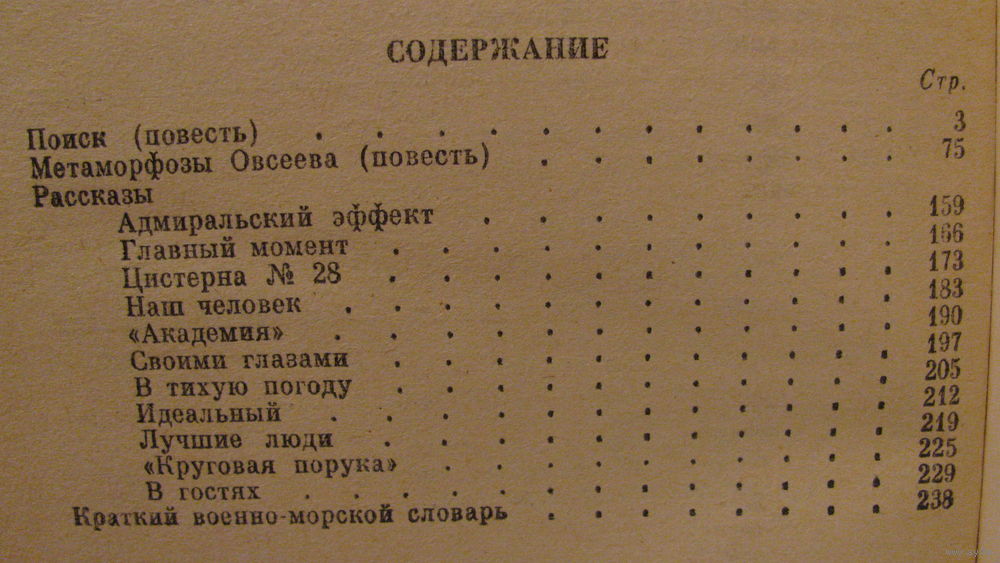 СОДЕРЖАНИЕ
Стр.
Поиск (повесть) . . . . . . . . . . . . 3
Метаморфозы Овсеева (повесть) . . . . . . . . 75
Рассказы
Адмиральский эффект . . . . . . . . . 159
Главный момент . . . . . . . . . . . 166
Цистерна № 28 . . . . . . . . . . . 173
Наш человек . . . . . . . . . . . . 183
«Академия» . . . . . . . . . . . . 190
Своими глазами . . . . . . . . . . . 197
В тихую погоду . . . . . . . . . . . 205
Идеальный . . . . . . . . . . . . 212
Лучшие люди . . . . . . . . . . . 219
«Круговая порука» . . . . . . . . . . 225
В гостях . . . . . . . . . . . . . 229
Краткий военно-морской словарь . . . . . . . . 238